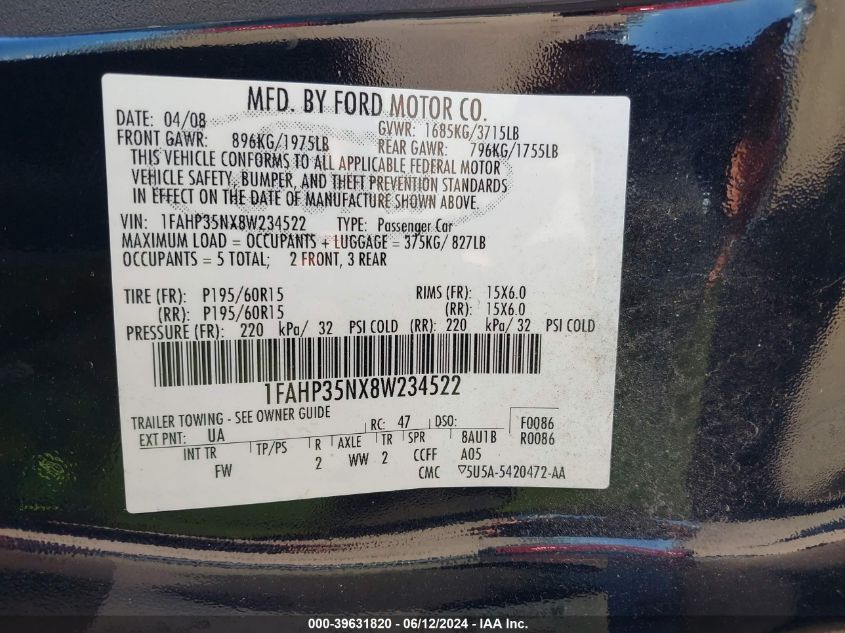 MFD. BY FORD MOTOR CO.
DATE: 04/08 GVWR: 1685KG/3715LB
FRONT GAWR: 896KG/1975LB REAR GAWR: 796KG/1755LB
THIS VEHICLE CONFORMS TO ALL APPLICABLE FEDERAL MOTOR
VEHICLE SAFETY, BUMPER, AND THEFT PREVENTION STANDARDS
IN EFFECT ON THE DATE OF MANUFACTURE SHOWN ABOVE.
VIN: 1FAHP35NX8W234522 TYPE: Passenger Car
MAXIMUM LOAD = OCCUPANTS + LUGGAGE = 375KG/ 827LB
OCCUPANTS = 5 TOTAL; 2 FRONT, 3 REAR
TIRE (FR): P195/60R15 RIMS (FR): 15X6.0
(RR): P195/60R15 (RR): 15X6.0
PRESSURE (FR): 220 kPa/ 32 PSI COLD (RR): 220 kPa/ 32 PSI COLD
1FAHP35NX8W234522
TRAILER TOWING - SEE OWNER GUIDE
RC: 47 DSO: F0086
EXT PNT: UA R0086
INT TR TP/PS R AXLE TR SPR 8AU1B
FW 2 WW 2 CCFF A05
CMC ▽5U5A-5420472-AA
000-39631820 - 06/12/2024 - IAAI.com